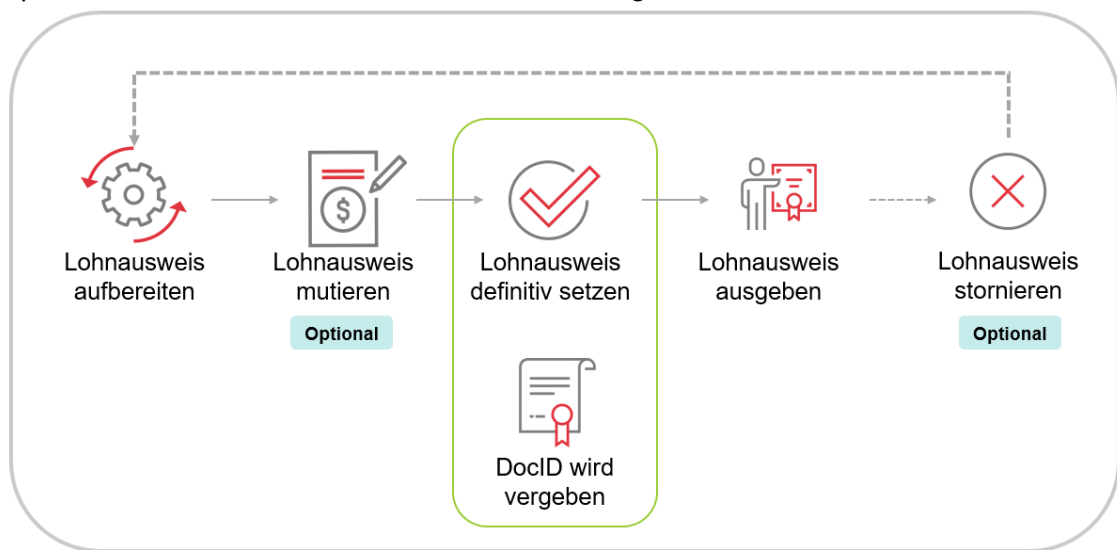 Lohnausweis
aufbereiten
Lohnausweis
mutieren
Optional
Lohnausweis
definitiv setzen
DocID wird
vergeben
Lohnausweis
ausgeben
Lohnausweis
stornieren
Optional